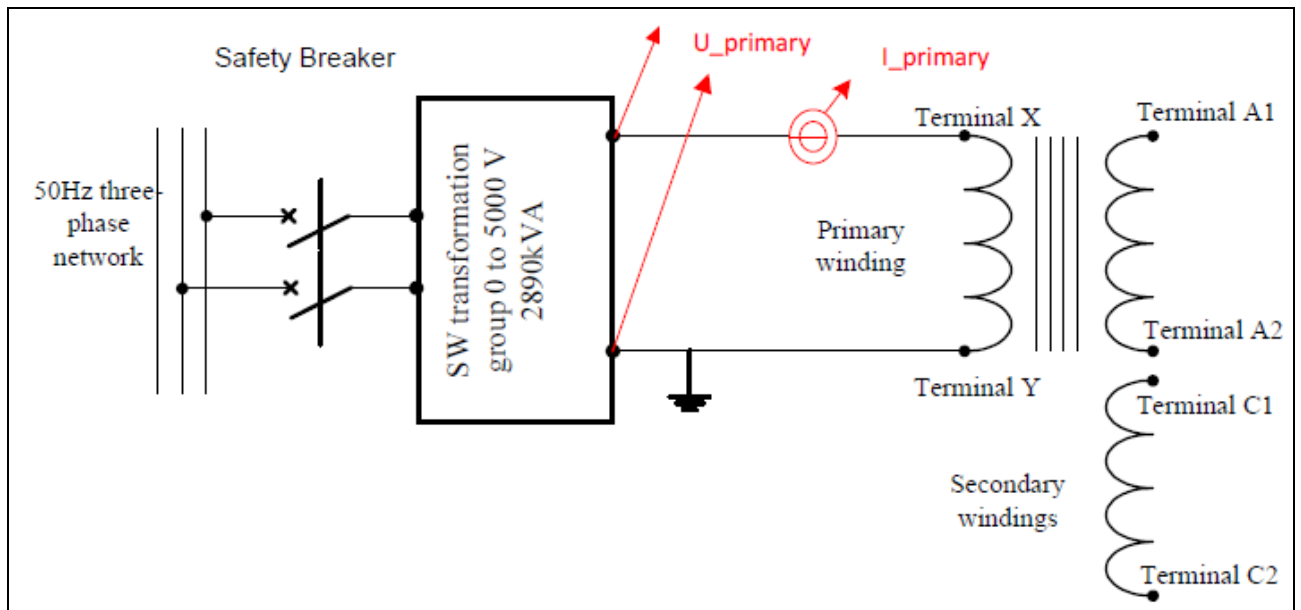 Safety Breaker
U_primary
I_primary
50Hz three-
phase
network
SW transformation
group 0 to 5000 V
2890kVA
Terminal X
Primary
winding
Terminal Y
Terminal A1
Terminal A2
Terminal C1
Secondary
windings
Terminal C2